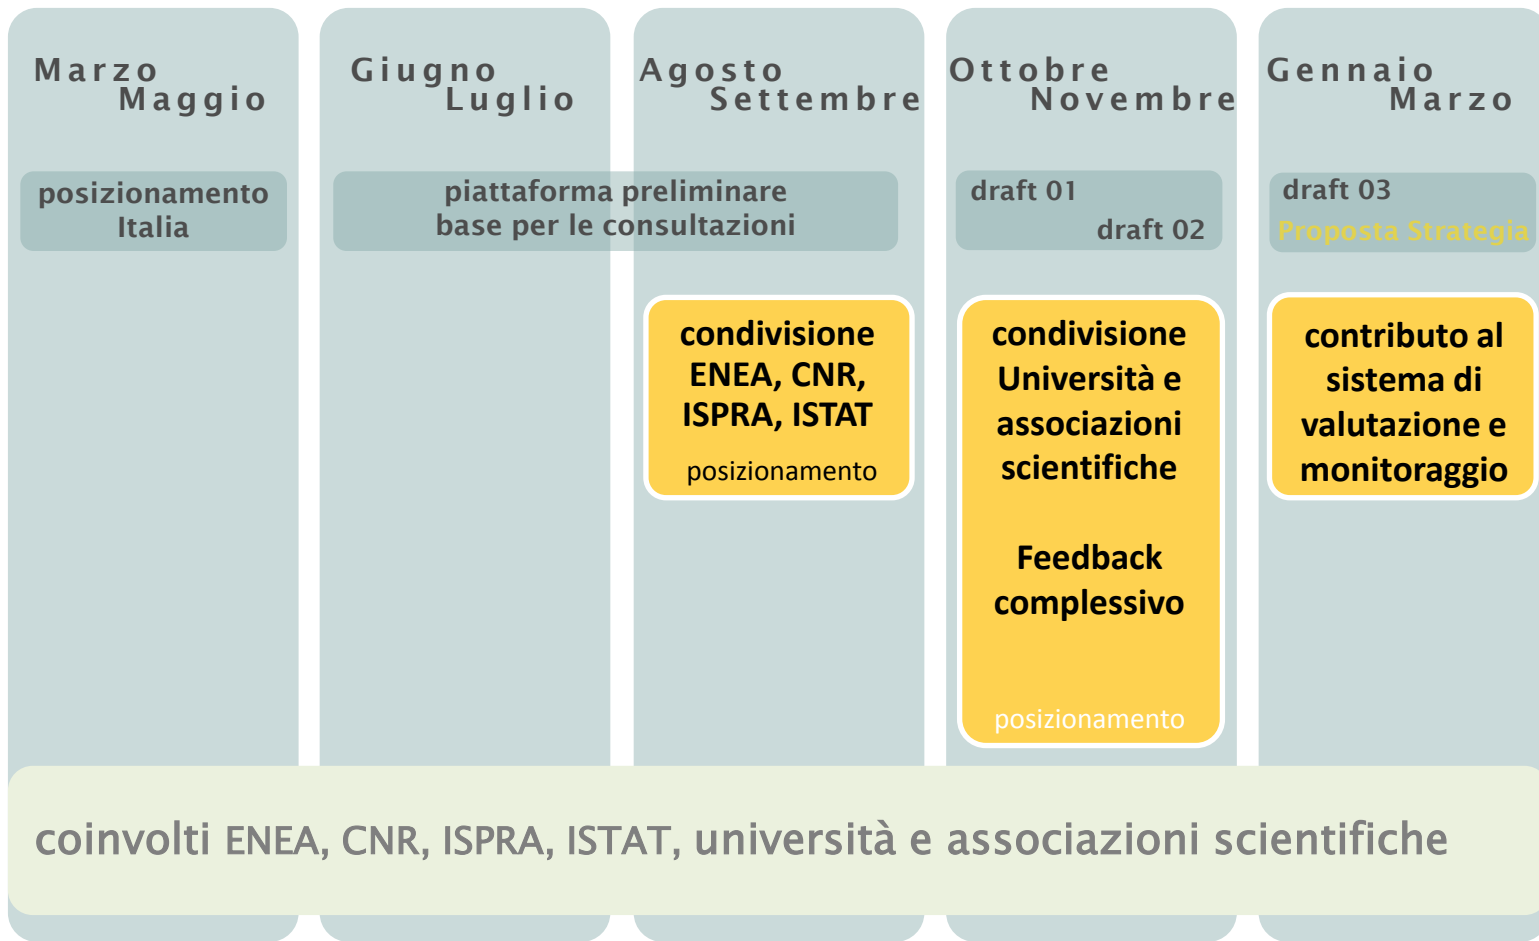 Marzo
Maggio
Giugno
Luglio
Agosto
Settembre
Ottobre
Novembre
Gennaio
Marzo
posizionamento
Italia
piattaforma preliminare
base per le consultazioni
draft 01
draft 02
draft 03
Proposta Strategia
condivisione
ENEA, CNR,
ISPRA, ISTAT
posizionamento
condivisione
Università e
associazioni
scientifiche
Feedback
complessivo
posizionamento
contributo al
sistema di
valutazione e
monitoraggio
coinvolti ENEA, CNR, ISPRA, ISTAT, università e associazioni scientifiche